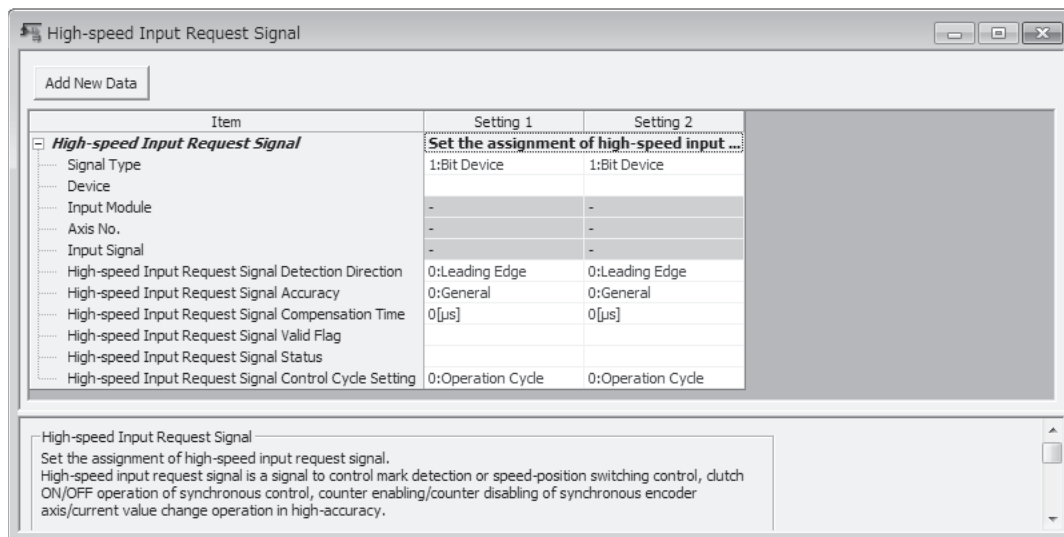 High-speed Input Request Signal
Add New Data
Item Setting 1 Setting 2
High-speed Input Request Signal Set the assignment of high-speed input ...
Signal Type 1:Bit Device 1:Bit Device
Device
Input Module - -
Axis No. - -
Input Signal - -
High-speed Input Request Signal Detection Direction 0:Leading Edge 0:Leading Edge
High-speed Input Request Signal Accuracy 0:General 0:General
High-speed Input Request Signal Compensation Time 0[µs] 0[µs]
High-speed Input Request Signal Valid Flag
High-speed Input Request Signal Status
High-speed Input Request Signal Control Cycle Setting 0:Operation Cycle 0:Operation Cycle
High-speed Input Request Signal
Set the assignment of high-speed input request signal.
High-speed input request signal is a signal to control mark detection or speed-position switching control, clutch
ON/OFF operation of synchronous control, counter enabling/counter disabling of synchronous encoder
axis/current value change operation in high-accuracy.